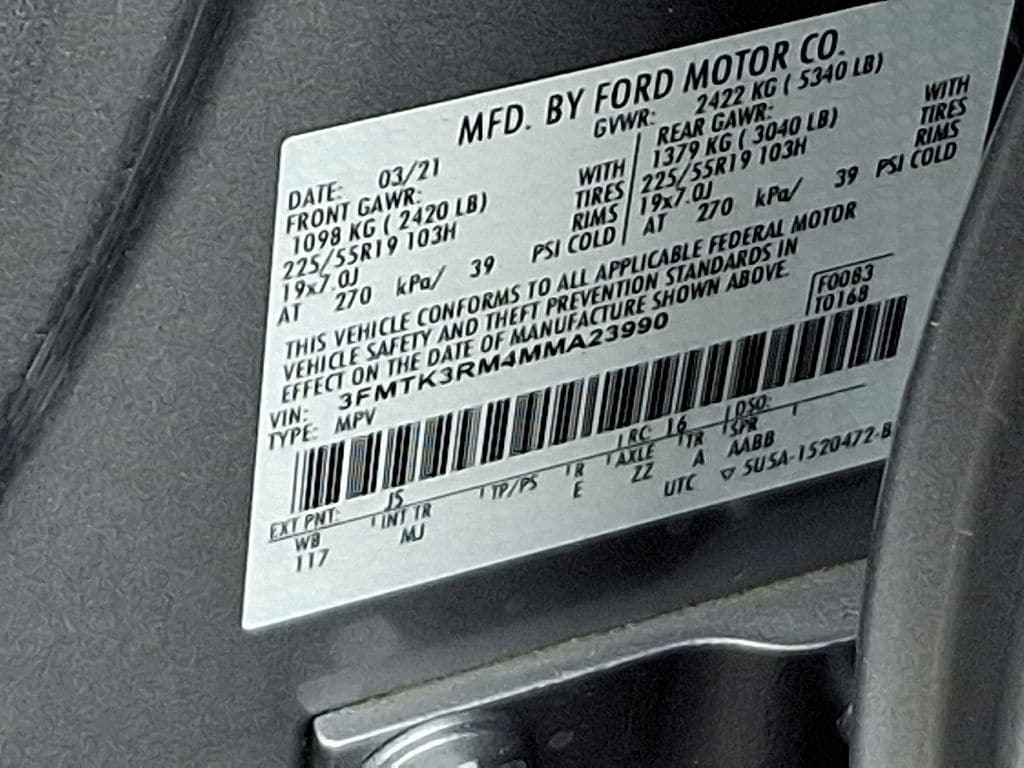 MFD. BY FORD MOTOR CO.
DATE: 03/21 GVWR: 2422 KG ( 5340 LB)
FRONT GAWR: REAR GAWR:
1098 KG ( 2420 LB) WITH 1379 KG ( 3040 LB) WITH
225/55R19 103H TIRES 225/55R19 103H TIRES
19x7.0J RIMS 19x7.0J RIMS
AT 270 kPa/ 39 PSI COLD AT 270 kPa/ 39 PSI COLD
THIS VEHICLE CONFORMS TO ALL APPLICABLE FEDERAL MOTOR
VEHICLE SAFETY AND THEFT PREVENTION STANDARDS IN
EFFECT ON THE DATE OF MANUFACTURE SHOWN ABOVE.
VIN: 3FMTK3RM4MMA23990 F0083
TYPE: MPV T0168
EXT PNT: JS RC: 16 DSO:
WB INT TR TP/PS R AXLE TR SPR
117 MJ E ZZ A AABB
UTC ▽ 5USA-1520472-B